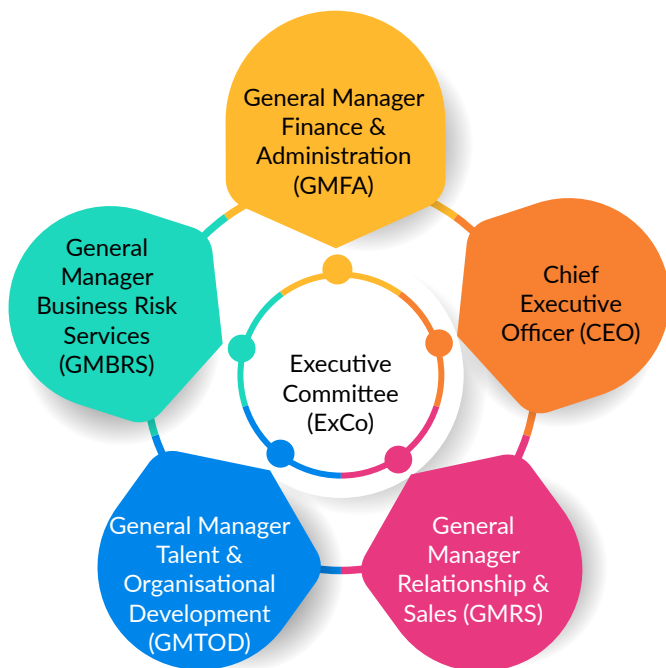 General Manager
Finance &
Administration
(GMFA)
General
Manager
Business Risk
Services
(GMBRS)
Chief
Executive
Officer (CEO)
Executive
Committee
(ExCo)
General Manager
Talent &
Organisational
Development
(GMTOD)
General
Manager
Relationship &
Sales (GMRS)